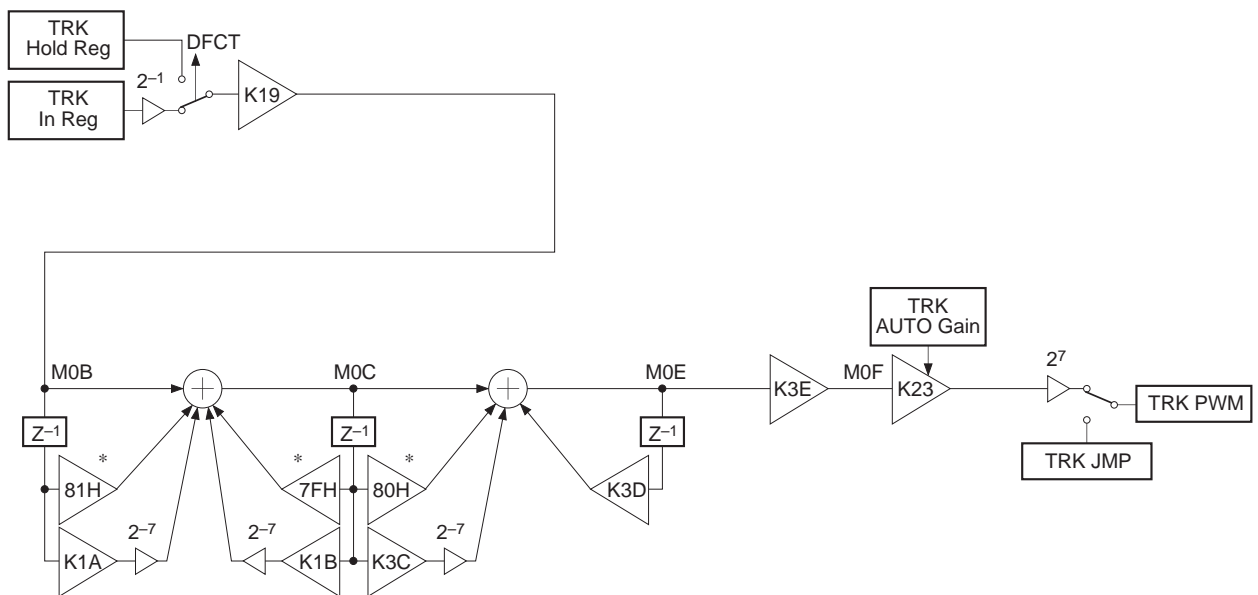 TRK
Hold Reg
DFCT
2–1
TRK
In Reg
K19
TRK
AUTO Gain
M0B
M0C
M0E
K3E
M0F
K23
27
TRK PWM
TRK JMP
Z–1
Z–1
Z–1
*
*
*
81H
7FH
80H
K3D
K1A
2–7
2–7
K1B
K3C
2–7